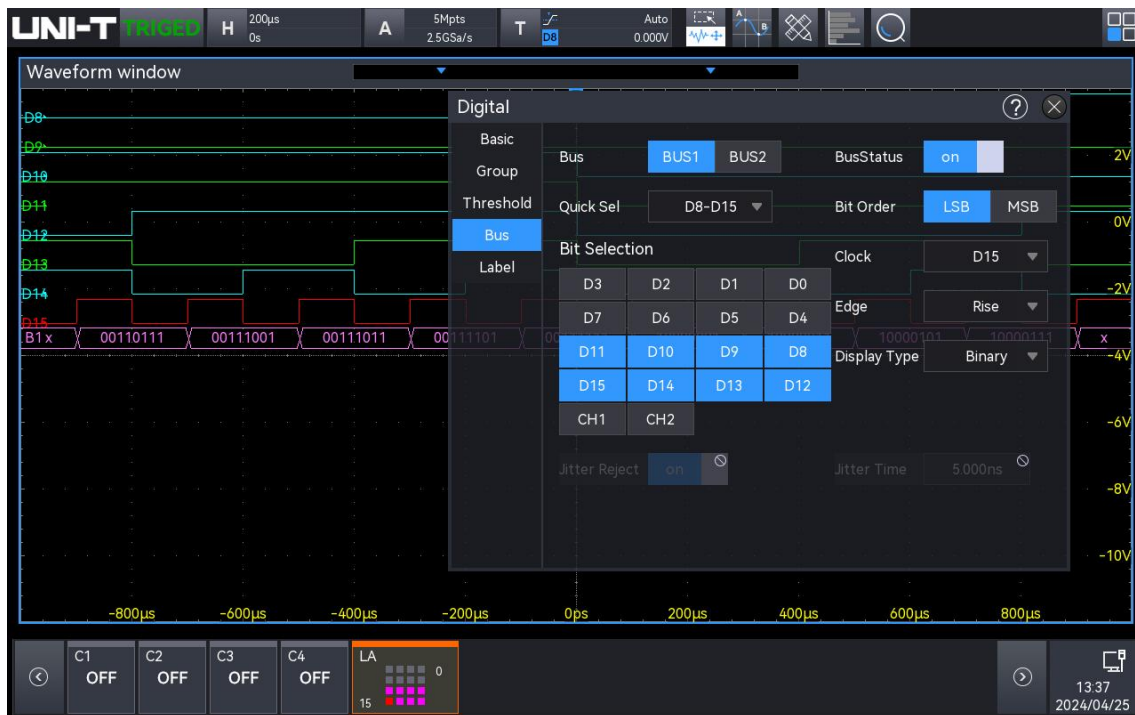 UNI-T TRIGED H 200μs 0s A 5Mpts 2.5GSa/s T D8 Auto 0.000V A B
Waveform window
Digital
Basic
Group
Threshold
Bus
Label
Bus BUS1 BUS2 BusStatus on
Quick Sel D8-D15 Bit Order LSB MSB
Bit Selection
Clock D15
D3 D2 D1 D0
Edge Rise
D7 D6 D5 D4
D11 D10 D9 D8
Display Type Binary
D15 D14 D13 D12
CH1 CH2
Jitter Reject on Jitter Time 5.000ns
D8
D9
D10
D11
D12
D13
D14
D15
B1 x 00110111 00111001 00111011 00111101 10000101 10000111 x
2V
0V
-2V
-4V
-6V
-8V
-10V
-800μs -600μs -400μs -200μs 0ps 200μs 400μs 600μs 800μs
C1 OFF C2 OFF C3 OFF C4 OFF LA 0 15
13:37
2024/04/25